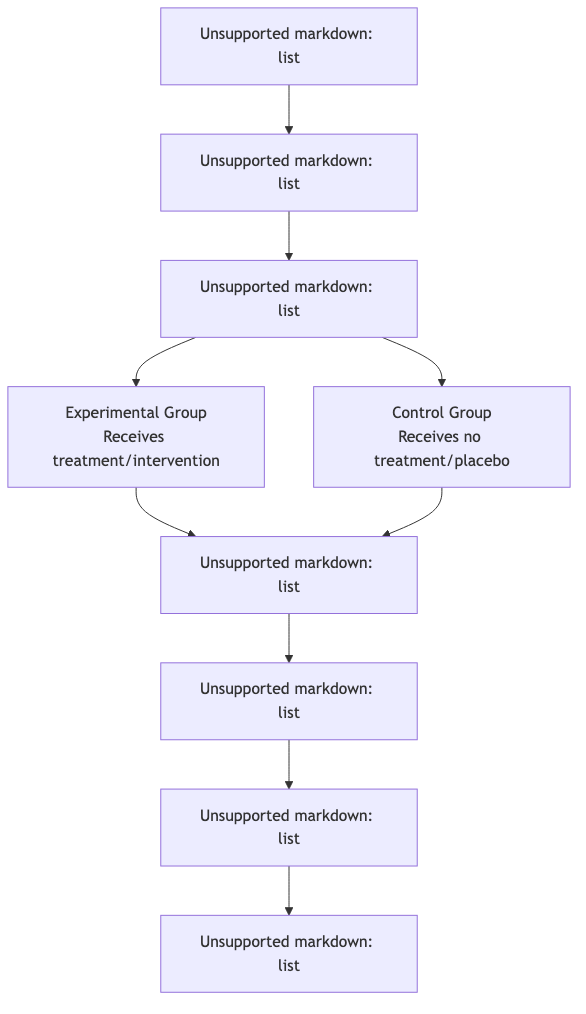 Unsupported markdown:
list
Unsupported markdown:
list
Unsupported markdown:
list
Experimental Group
Receives
treatment/intervention
Control Group
Receives no
treatment/placebo
Unsupported markdown:
list
Unsupported markdown:
list
Unsupported markdown:
list
Unsupported markdown:
list